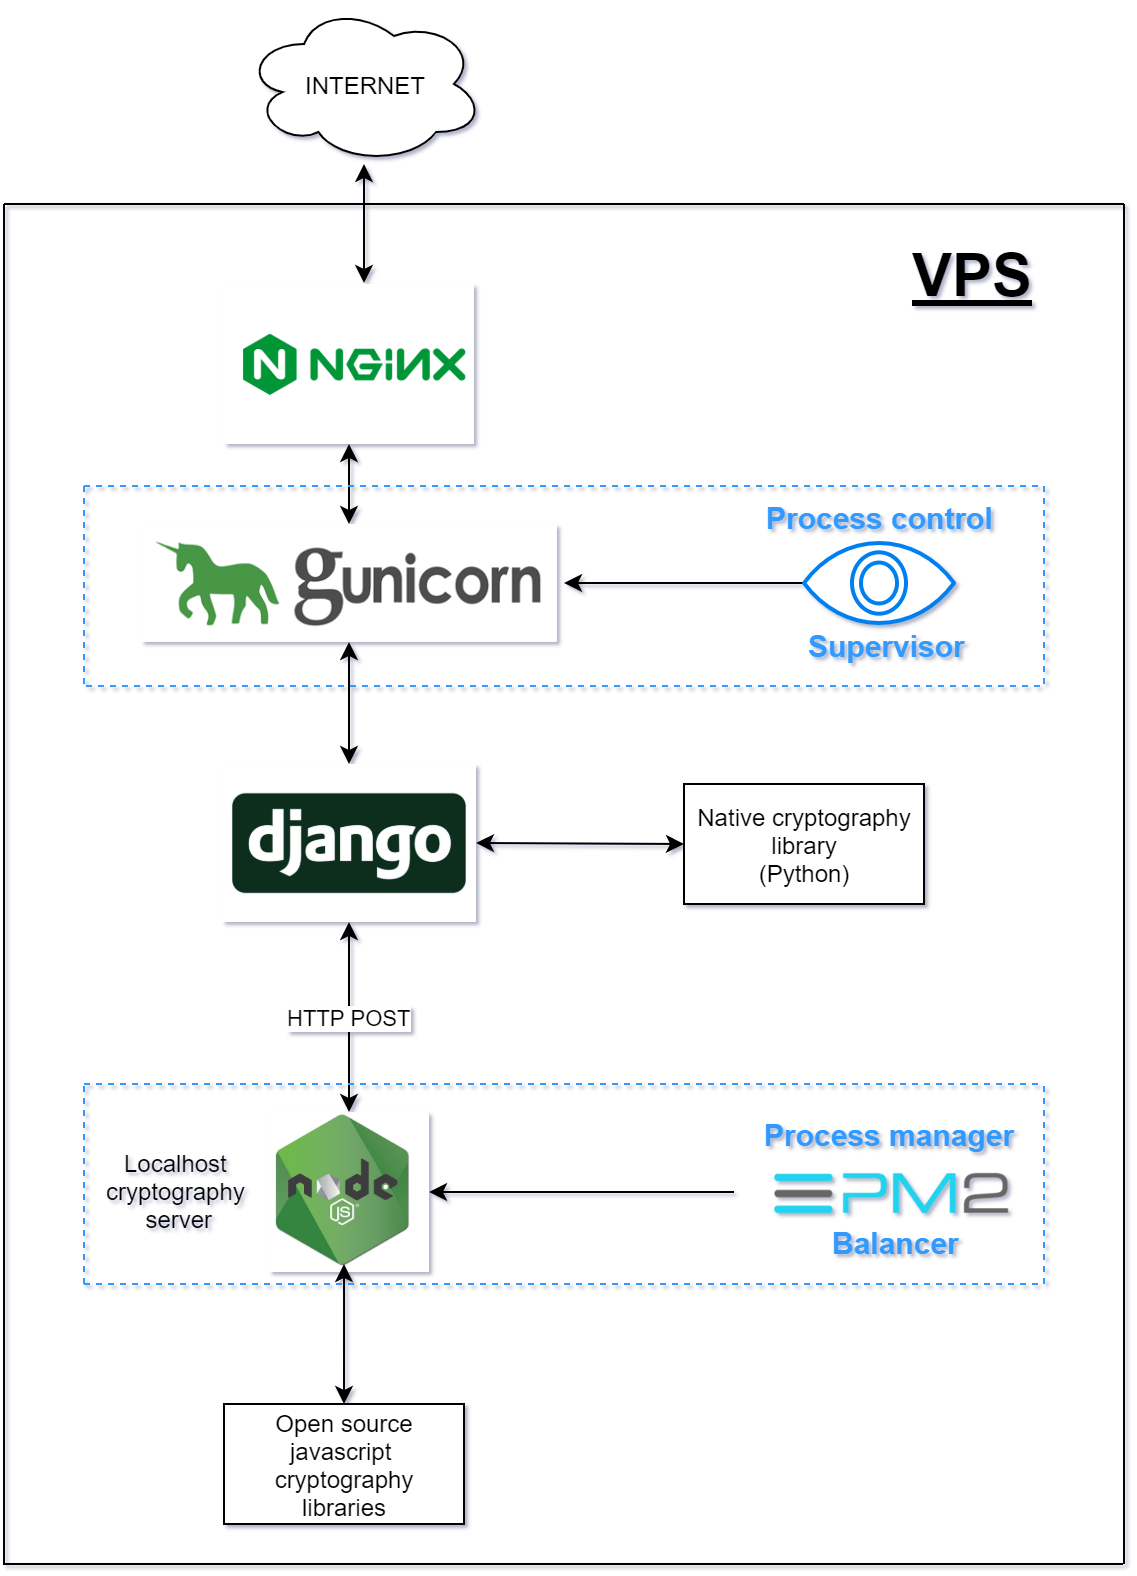 INTERNET
VPS
N NGiNX
Process control
gunicorn
Supervisor
django
Native cryptography
library
(Python)
HTTP POST
Process manager
Localhost
cryptography
server
node
JS
PM2
Balancer
Open source
javascript
cryptography
libraries